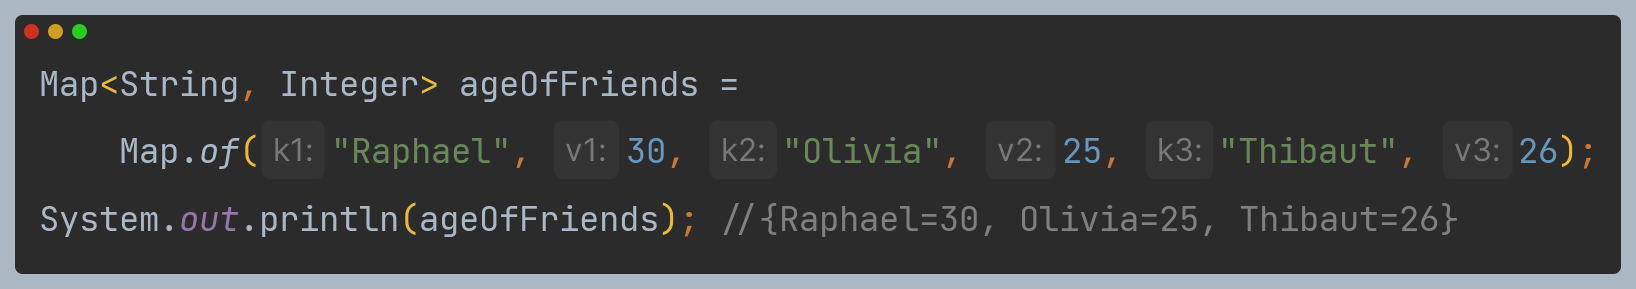 Map<String, Integer> ageOfFriends =
Map.of( k1: "Raphael", v1: 30, k2: "Olivia", v2: 25, k3: "Thibaut", v3: 26);
System.out.println(ageOfFriends); //{Raphael=30, Olivia=25, Thibaut=26}